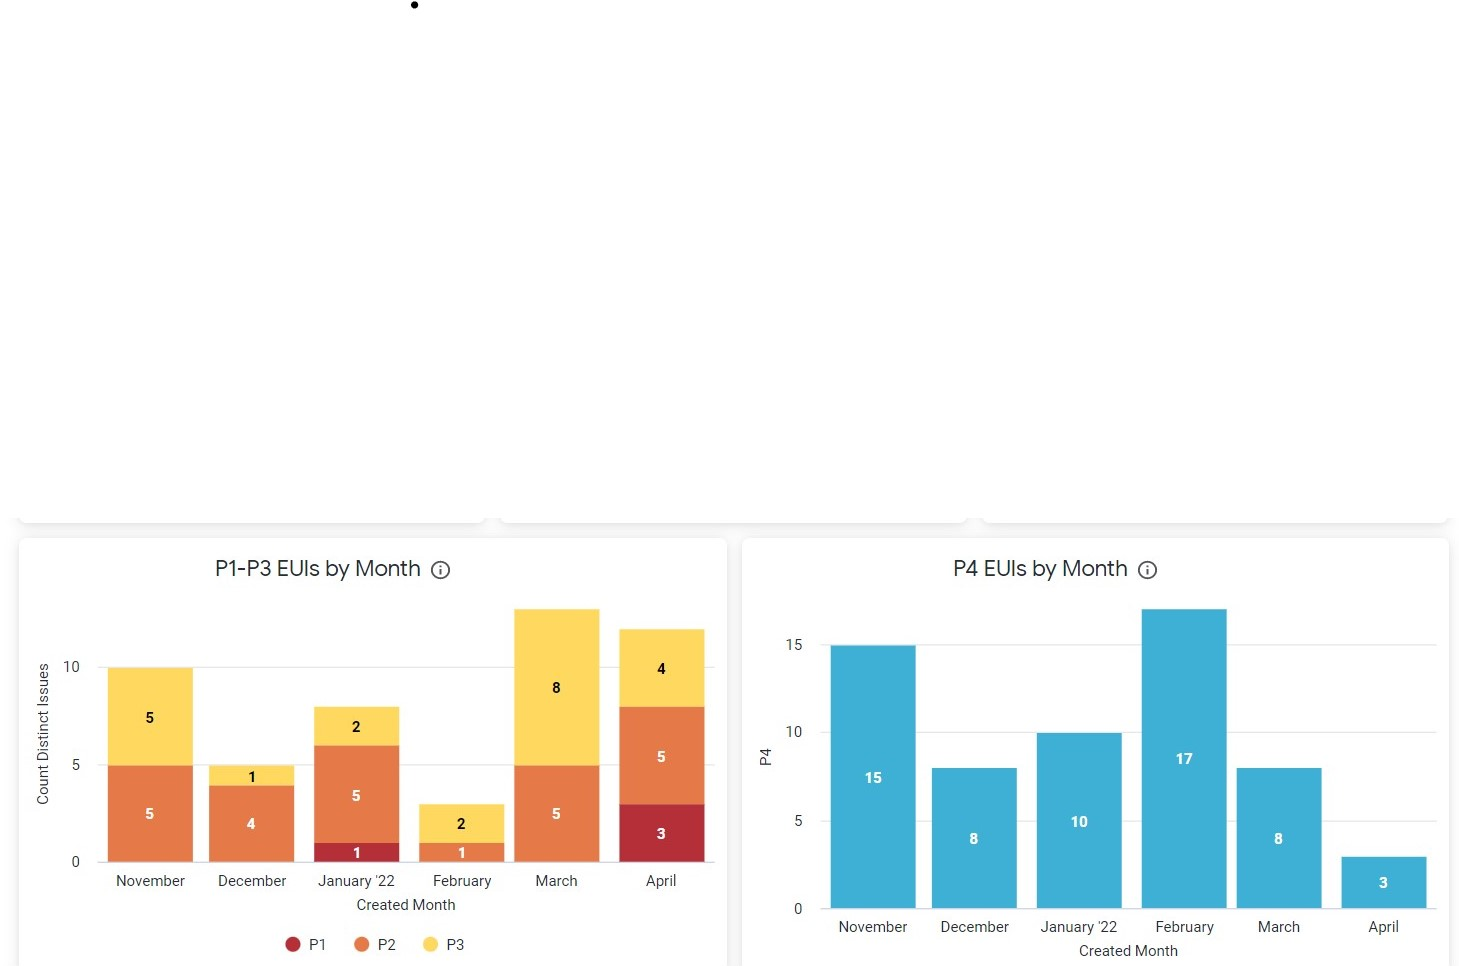 P1-P3 EUIs by Month
Count Distinct Issues
10
5
0
5
5
1
4
2
5
1
2
1
8
5
4
5
3
November
December
January '22
February
March
April
Created Month
P1
P2
P3
P4 EUIs by Month
P4
15
10
5
0
15
8
10
17
8
3
November
December
January '22
February
March
April
Created Month